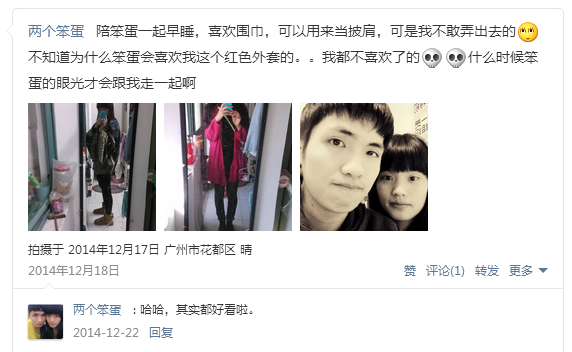 两个笨蛋 陪笨蛋一起早睡，喜欢围巾，可以用来当披肩，可是我不敢弄出去的
不知道为什么笨蛋会喜欢我这个红色外套的。。我都不喜欢了的 什么时候笨
蛋的眼光才会跟我走一起啊
拍摄于 2014年12月17日 广州市花都区 晴
2014年12月18日 赞 评论(1) 转发 更多
两个笨蛋 : 哈哈，其实都好看啦。
2014-12-22 回复